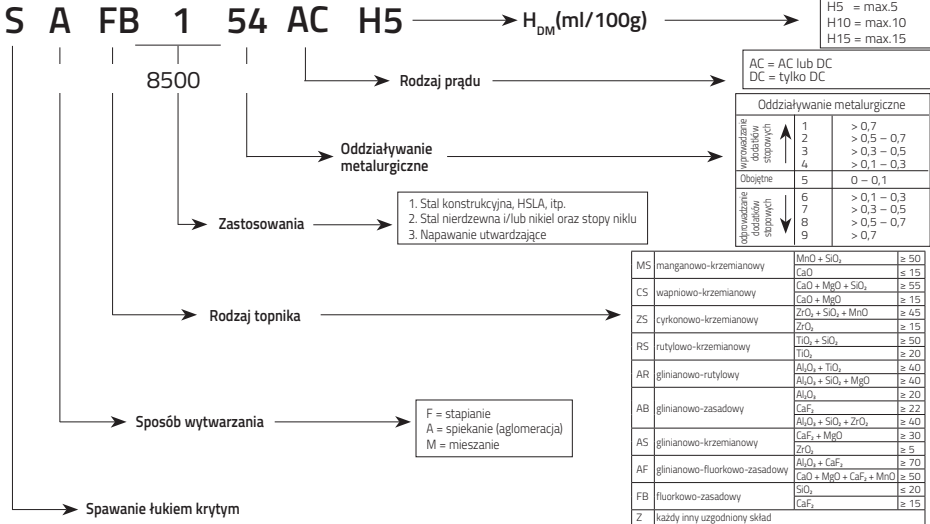 S A FB 1 54 AC H5
8500
H_DM(ml/100g)
H5 = max.5
H10 = max.10
H15 = max.15
Rodzaj prądu
AC = AC lub DC
DC = tylko DC
Oddziaływanie metalurgiczne
Oddziaływanie metalurgiczne
wprowadzanie dodatków stopowych
1 > 0,7
2 > 0,5 – 0,7
3 > 0,3 – 0,5
4 > 0,1 – 0,3
Obojętne 5 0 – 0,1
odprowadzanie dodatków stopowych
6 > 0,1 – 0,3
7 > 0,3 – 0,5
8 > 0,5 – 0,7
9 > 0,7
Zastosowania
1. Stal konstrukcyjna, HSLA, itp.
2. Stal nierdzewna i/lub nikiel oraz stopy niklu
3. Napawanie utwardzające
Rodzaj topnika
MS manganowo-krzemianowy MnO + SiO₂ ≥ 50
CaO ≤ 15
CS wapniowo-krzemianowy CaO + MgO + SiO₂ ≥ 55
CaO + MgO ≥ 15
ZS cyrkonowo-krzemianowy ZrO₂ + SiO₂ + MnO ≥ 45
ZrO₂ ≥ 15
RS rutylowo-krzemianowy TiO₂ + SiO₂ ≥ 50
TiO₂ ≥ 20
AR glinianowo-rutylowy Al₂O₃ + TiO₂ ≥ 40
Al₂O₃ + SiO₂ + MgO ≥ 40
AB glinianowo-zasadowy Al₂O₃ ≥ 20
CaF₂ ≥ 22
Al₂O₃ + SiO₂ + ZrO₂ ≥ 40
AS glinianowo-krzemianowy CaF₂ + MgO ≥ 30
ZrO₂ ≥ 5
AF glinianowo-fluorkowo-zasadowy Al₂O₃ + CaF₂ ≥ 70
CaO + MgO + CaF₂ + MnO ≥ 50
FB fluorkowo-zasadowy SiO₂ ≤ 20
CaF₂ ≥ 15
Z każdy inny uzgodniony skład
Sposób wytwarzania
F = stapianie
A = spiekanie (aglomeracja)
M = mieszanie
Spawanie łukiem krytym